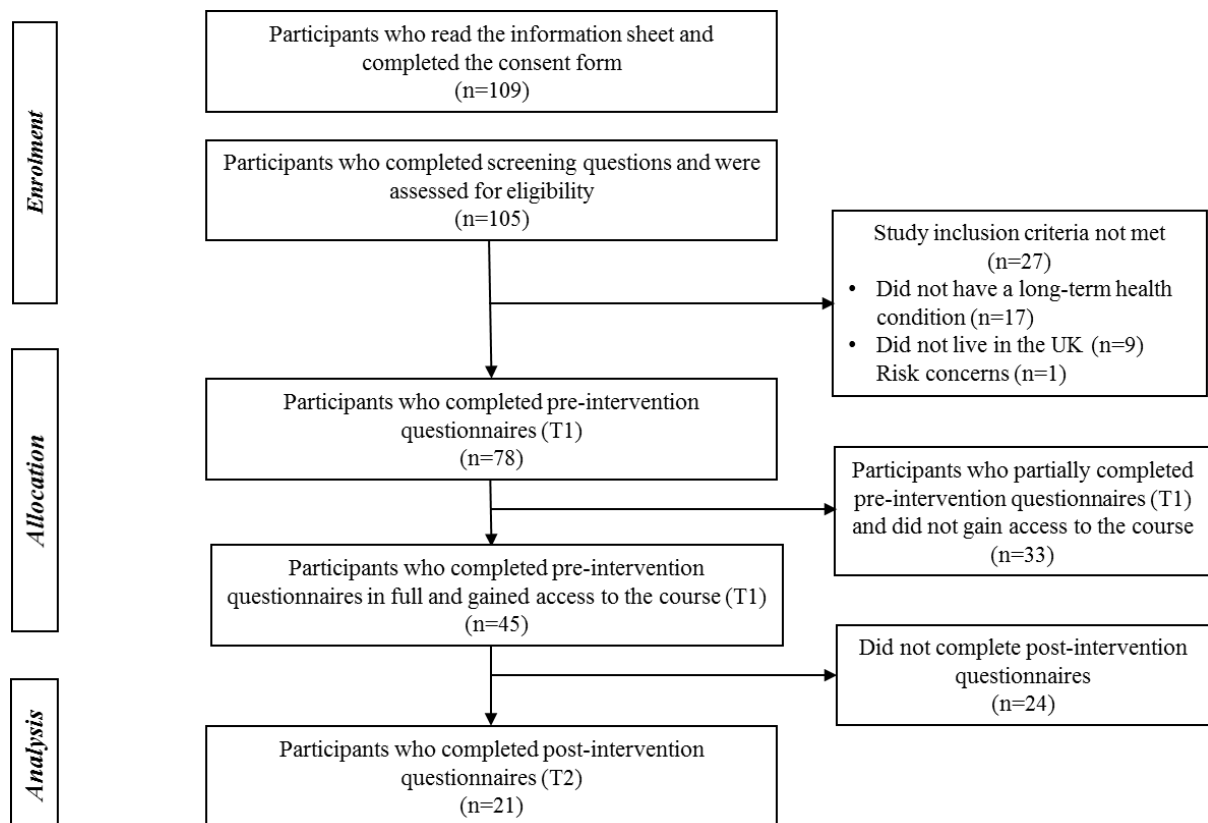 Enrolment
Participants who read the information sheet and
completed the consent form
(n=109)
Participants who completed screening questions and were
assessed for eligibility
(n=105)
Study inclusion criteria not met
(n=27)
• Did not have a long-term health
condition (n=17)
• Did not live in the UK (n=9)
Risk concerns (n=1)
Allocation
Participants who completed pre-intervention
questionnaires (T1)
(n=78)
Participants who partially completed
pre-intervention questionnaires (T1)
and did not gain access to the course
(n=33)
Participants who completed pre-intervention
questionnaires in full and gained access to the course (T1)
(n=45)
Did not complete post-intervention
questionnaires
(n=24)
Analysis
Participants who completed post-intervention
questionnaires (T2)
(n=21)